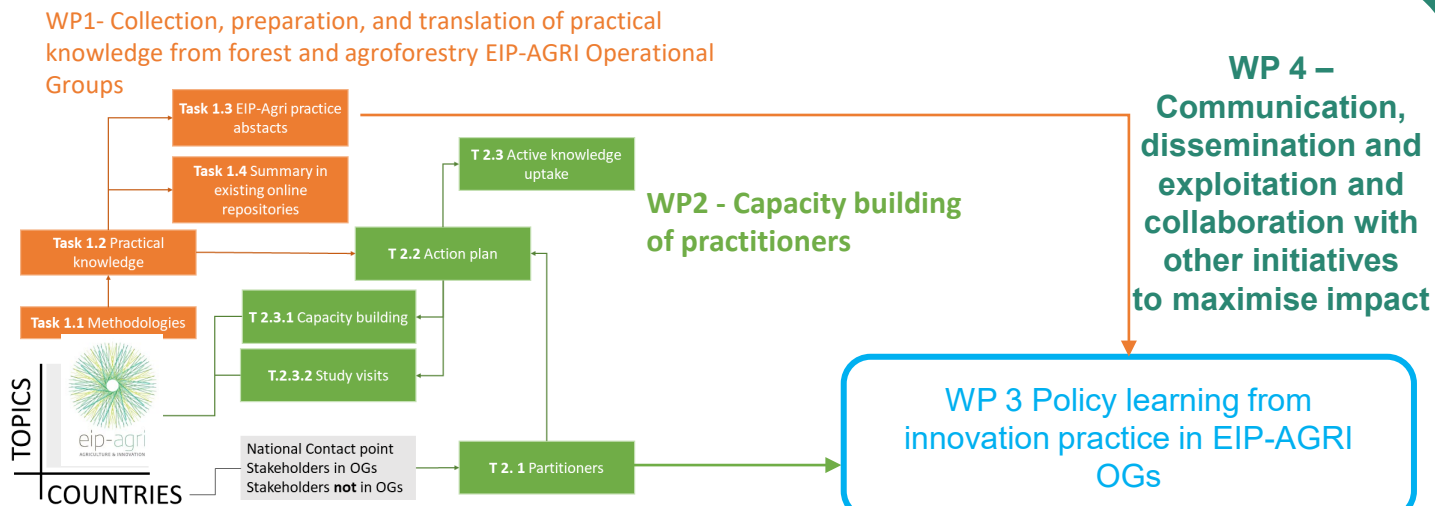 WP1- Collection, preparation, and translation of practical
knowledge from forest and agroforestry EIP-AGRI Operational
Groups
Task 1.3 EIP-Agri practice
abstacts
Task 1.4 Summary in
existing online
repositories
Task 1.2 Practical
knowledge
Task 1.1 Methodologies
T 2.3 Active knowledge
uptake
WP2 - Capacity building
of practitioners
T 2.2 Action plan
T 2.3.1 Capacity building
T.2.3.2 Study visits
TOPICS
eip-agri
AGRICULTURE & INNOVATION
COUNTRIES
National Contact point
Stakeholders in OGs
Stakeholders not in OGs
T 2. 1 Partitioners
WP 4 –
Communication,
dissemination and
exploitation and
collaboration with
other initiatives
to maximise impact
WP 3 Policy learning from
innovation practice in EIP-AGRI
OGs